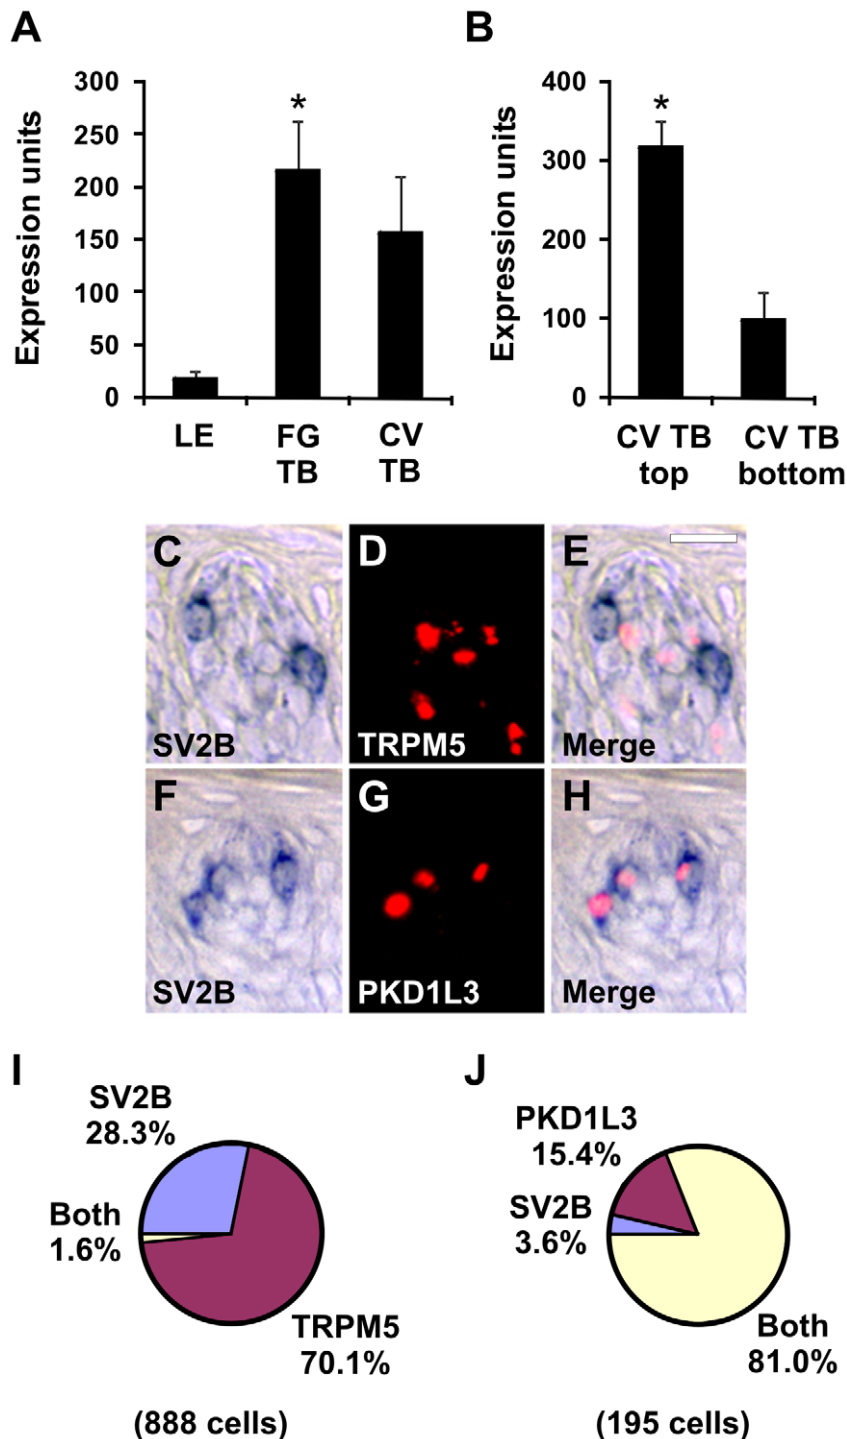 A
B
300
250
200
150
100
50
0
Expression units
*
LE
FG
TB
CV
TB
400
300
200
100
0
Expression units
*
CV TB
top
CV TB
bottom
C
SV2B
D
TRPM5
E
Merge
F
SV2B
G
PKD1L3
H
Merge
I
SV2B
28.3%
Both
1.6%
TRPM5
70.1%
(888 cells)
J
PKD1L3
15.4%
SV2B
3.6%
Both
81.0%
(195 cells)